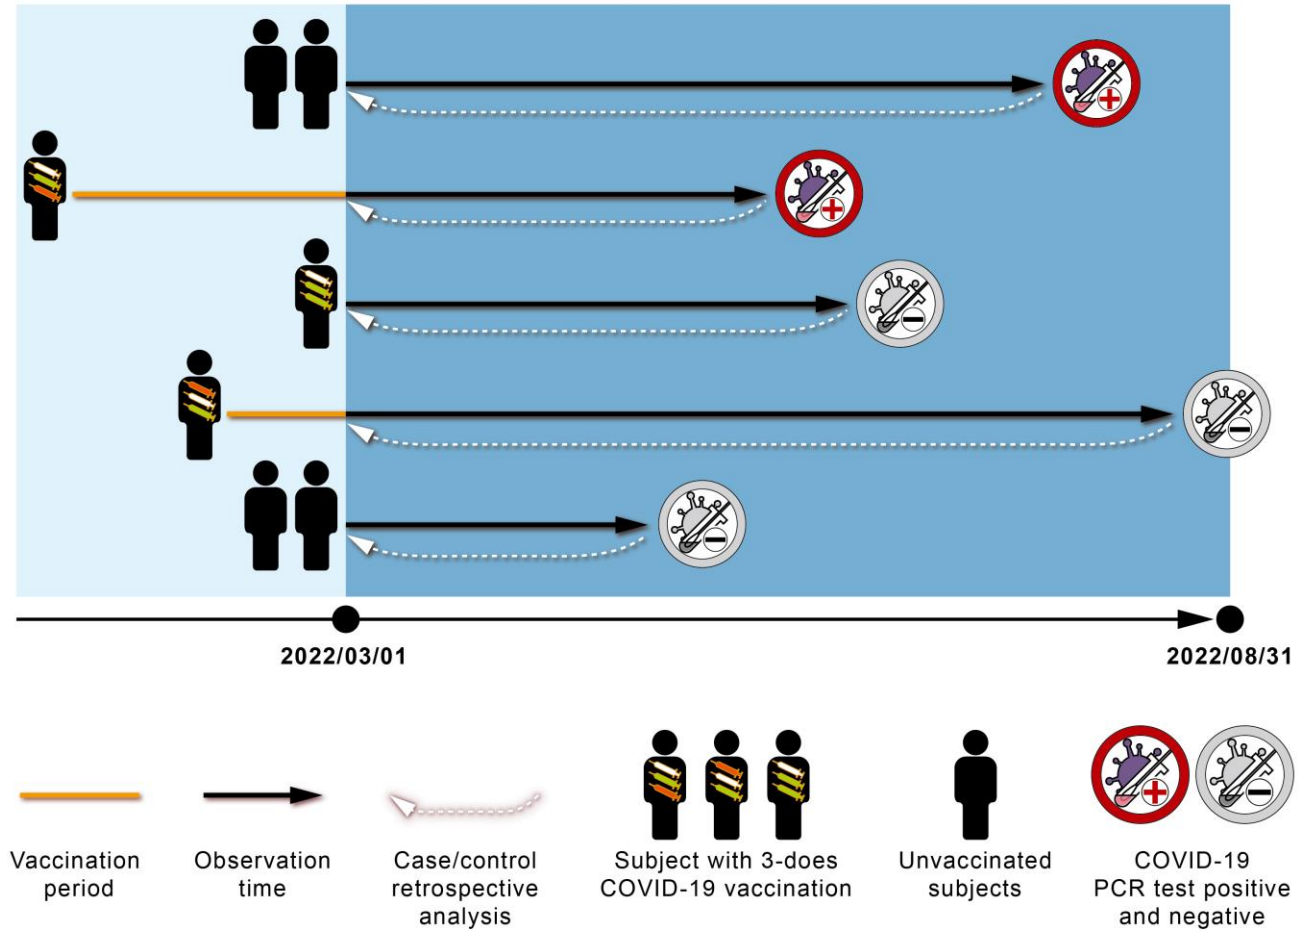 2022/03/01
2022/08/31
Vaccination
period
Observation
time
Case/control
retrospective
analysis
Subject with 3-does
COVID-19 vaccination
Unvaccinated
subjects
COVID-19
PCR test positive
and negative